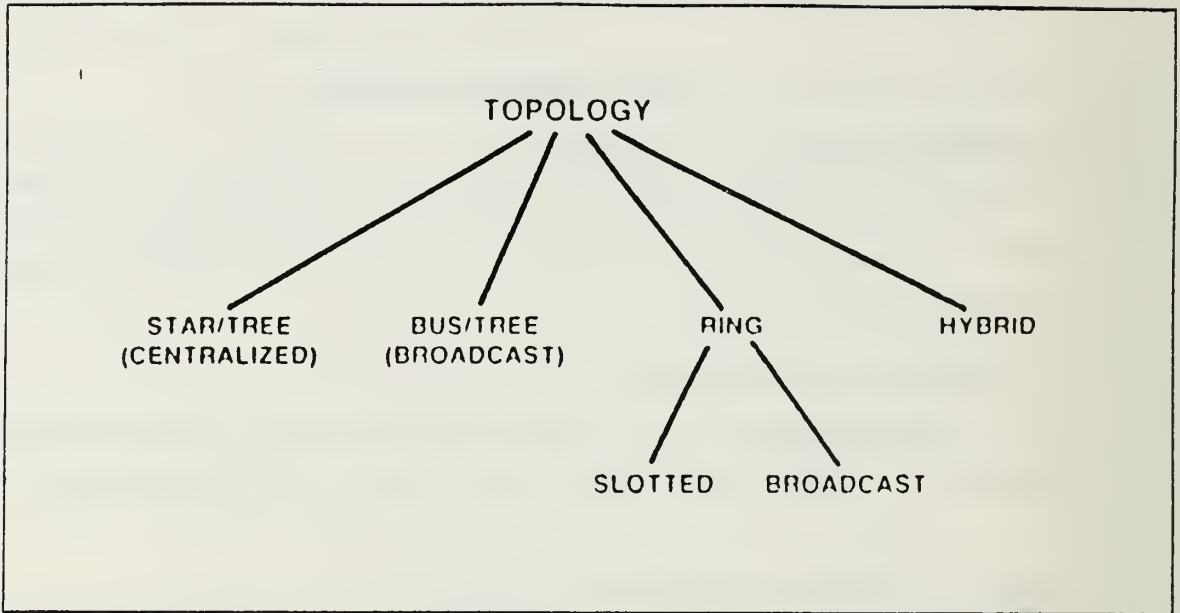 TOPOLOGY
STAR/TREE
(CENTRALIZED)
BUS/TREE
(BROADCAST)
RING
HYBRID
SLOTTED
BROADCAST